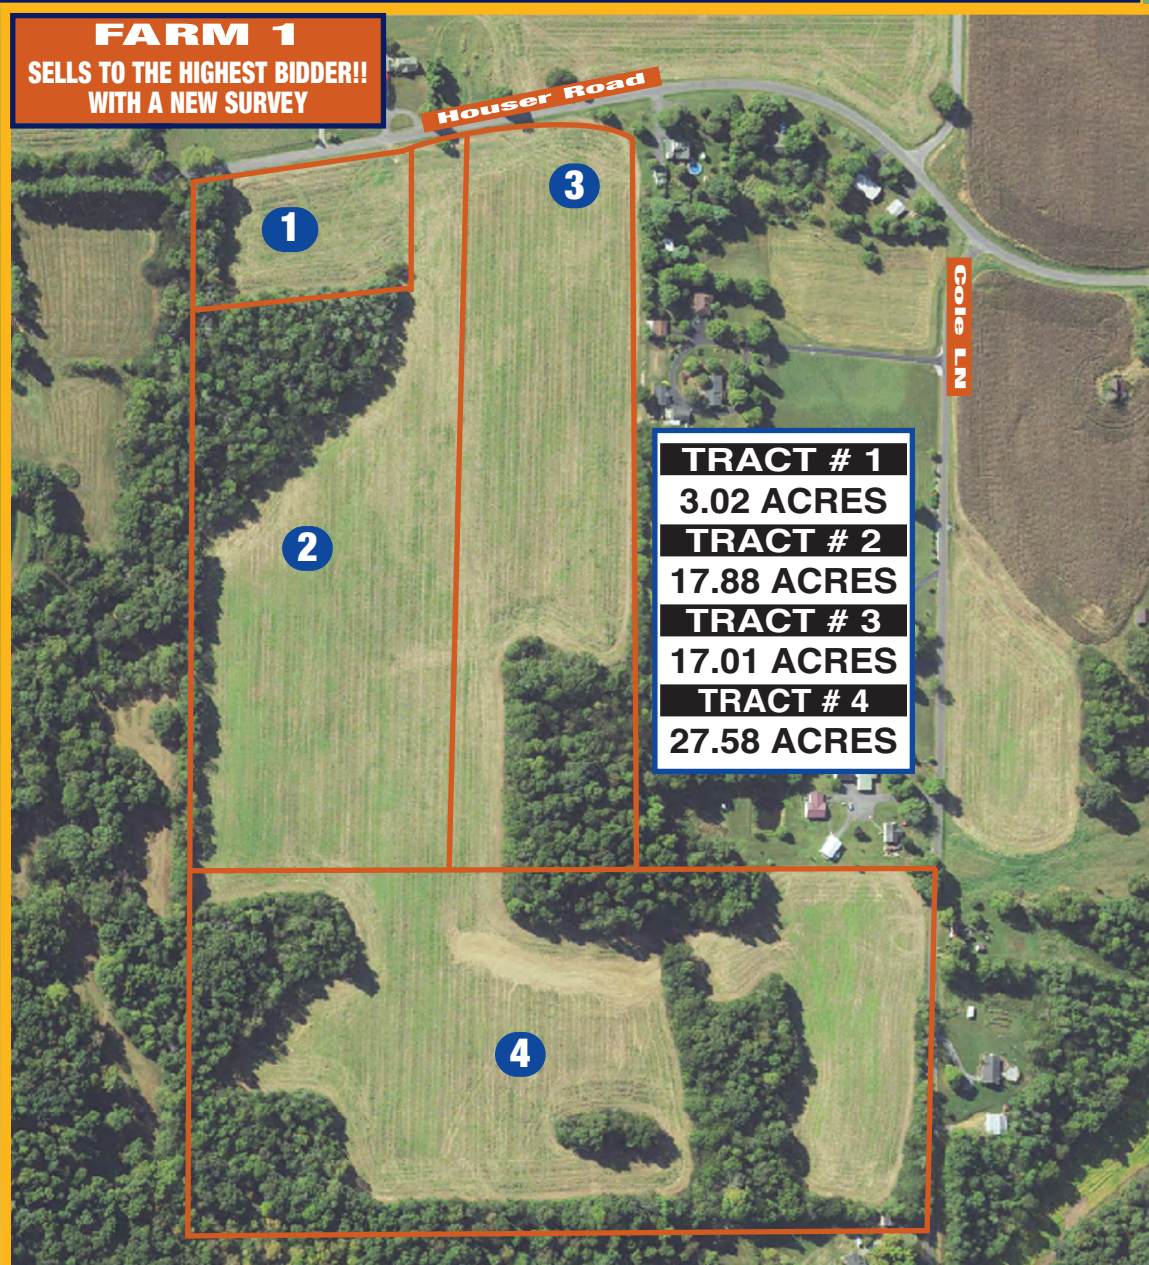 FARM 1
SELLS TO THE HIGHEST BIDDER!!
WITH A NEW SURVEY
Houser Road
1
3
Cole LN
2
TRACT # 1
3.02 ACRES
TRACT # 2
17.88 ACRES
TRACT # 3
17.01 ACRES
TRACT # 4
27.58 ACRES
4